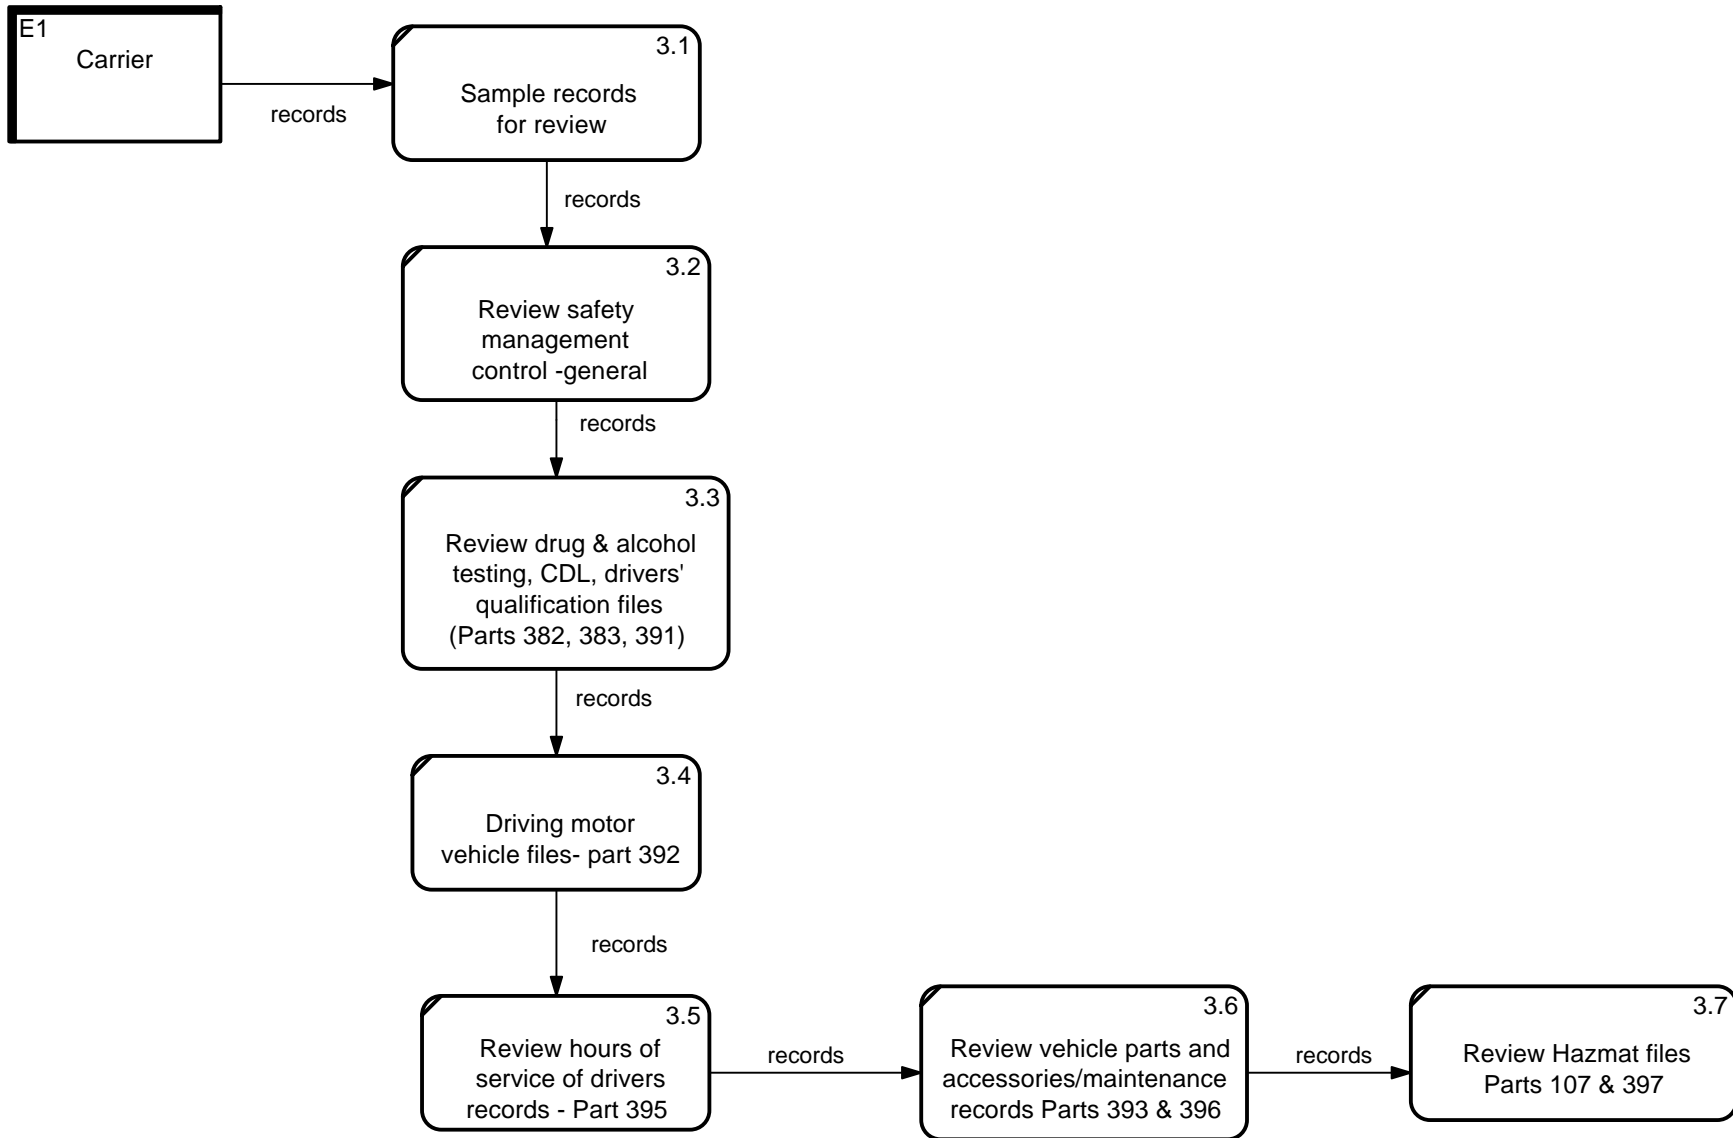 E1
Carrier
records
3.1
Sample records
for review
records
3.2
Review safety
management
control -general
records
3.3
Review drug & alcohol
testing, CDL, drivers'
qualification files
(Parts 382, 383, 391)
records
3.4
Driving motor
vehicle files- part 392
records
3.5
Review hours of
service of drivers
records - Part 395
records
3.6
Review vehicle parts and
accessories/maintenance
records Parts 393 & 396
records
3.7
Review Hazmat files
Parts 107 & 397